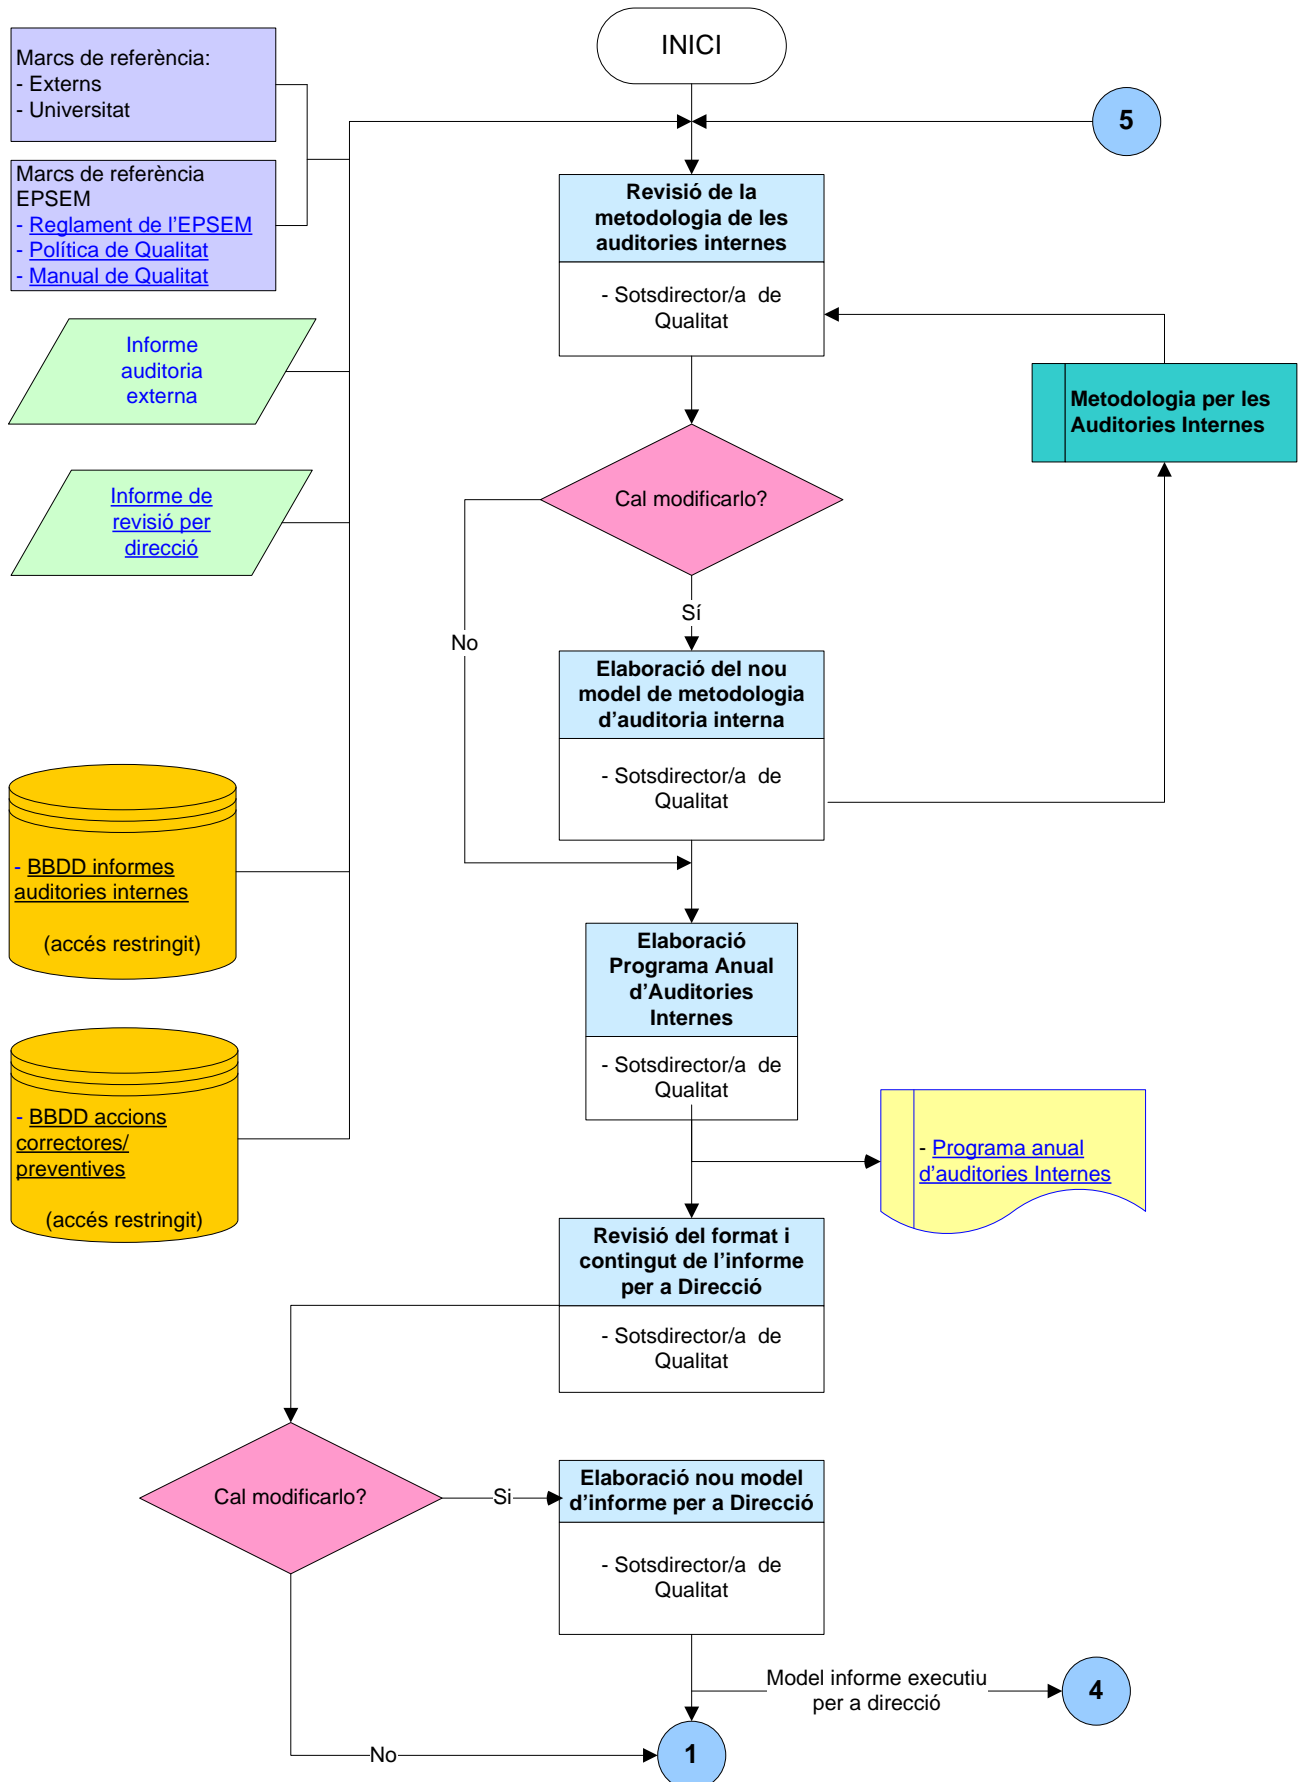 INICI
Marcs de referència:
- Externs
- Universitat
5
Marcs de referència
EPSEM
- Reglament de l'EPSEM
- Política de Qualitat
- Manual de Qualitat
Revisió de la
metodologia de les
auditories internes
- Sotsdirector/a de
Qualitat
Informe
auditoria
externa
Metodologia per les
Auditories Internes
Informe de
revisió per
direcció
Cal modificarlo?
Sí
No
Elaboració del nou
model de metodologia
d'auditoria interna
- Sotsdirector/a de
Qualitat
- BBDD informes
auditories internes
(accés restringit)
Elaboració
Programa Anual
d'Auditories
Internes
- Sotsdirector/a de
Qualitat
- BBDD accions
correctores/
preventives
(accés restringit)
- Programa anual
d'auditories Internes
Revisió del format i
contingut de l'informe
per a Direcció
- Sotsdirector/a de
Qualitat
Cal modificarlo?
Si
Elaboració nou model
d'informe per a Direcció
- Sotsdirector/a de
Qualitat
Model informe executiu
per a direcció
4
No
1